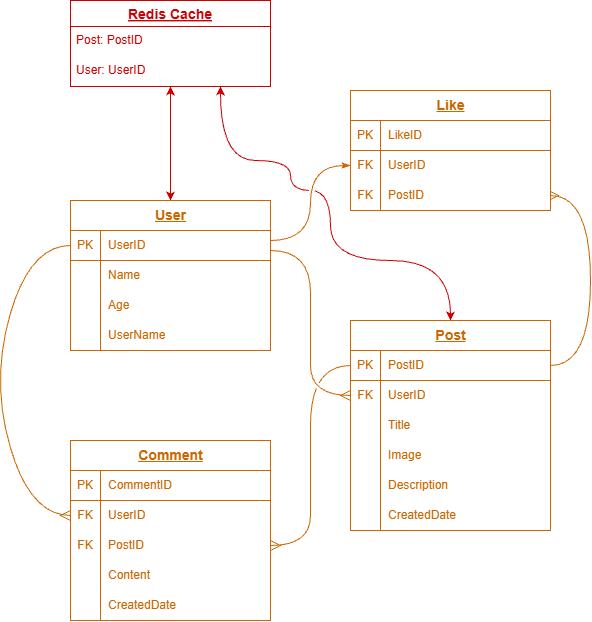 Redis Cache
Post: PostID
User: UserID
Like
PK LikeID
FK UserID
FK PostID
User
PK UserID
Name
Age
UserName
Post
PK PostID
FK UserID
Title
Image
Description
CreatedDate
Comment
PK CommentID
FK UserID
FK PostID
Content
CreatedDate